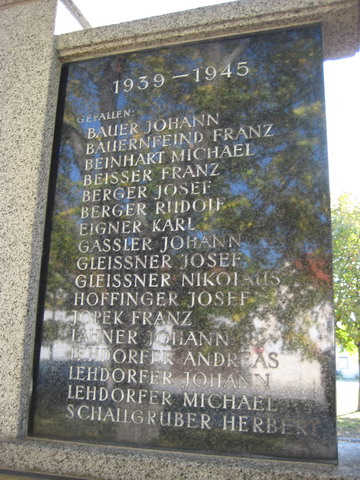 1939 – 1945
GEFALLEN:
BAUER JOHANN
BAUERNFEIND FRANZ
BEINHART MICHAEL
BEISSER FRANZ
BERGER JOSEF
BERGER RUDOLF
EIGNER KARL
GASSLER JOHANN
GLEISSNER JOSEF
GLEISSNER NIKOLAUS
HOFFINGER JOSEF
JOPEK FRANZ
JOHANN
LEHDORFER ANDREAS
LEHDORFER JOHANN
LEHDORFER MICHAEL
SCHALLGRUBER HERBERT